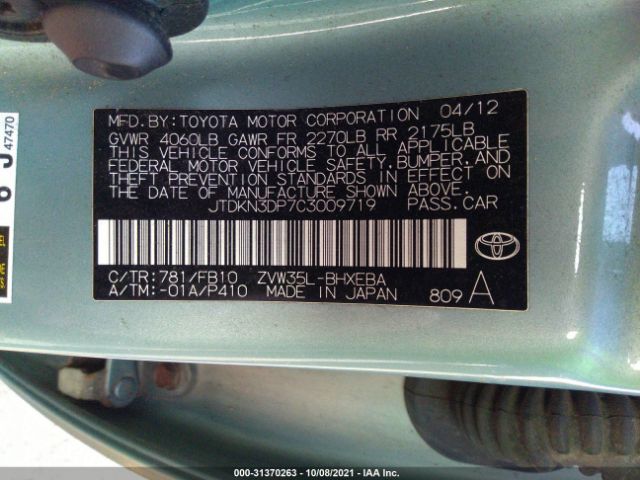 MFD.BY:TOYOTA MOTOR CORPORATION 04/12
GVWR 4060LB GAWR FR 2270LB RR 2175LB
THIS VEHICLE CONFORMS TO ALL APPLICABLE
FEDERAL MOTOR VEHICLE SAFETY,BUMPER,AND
THEFT PREVENTION STANDARDS IN EFFECT ON
THE DATE OF MANUFACTURE SHOWN ABOVE.
JTDKN3DP7C3009719 PASS.CAR
C/TR:781/FB10 ZVW35L-BHXEBA
A/TM:-01A/P410 MADE IN JAPAN 809 A
47470
000-31370263 - 10/08/2021 - IAA Inc.